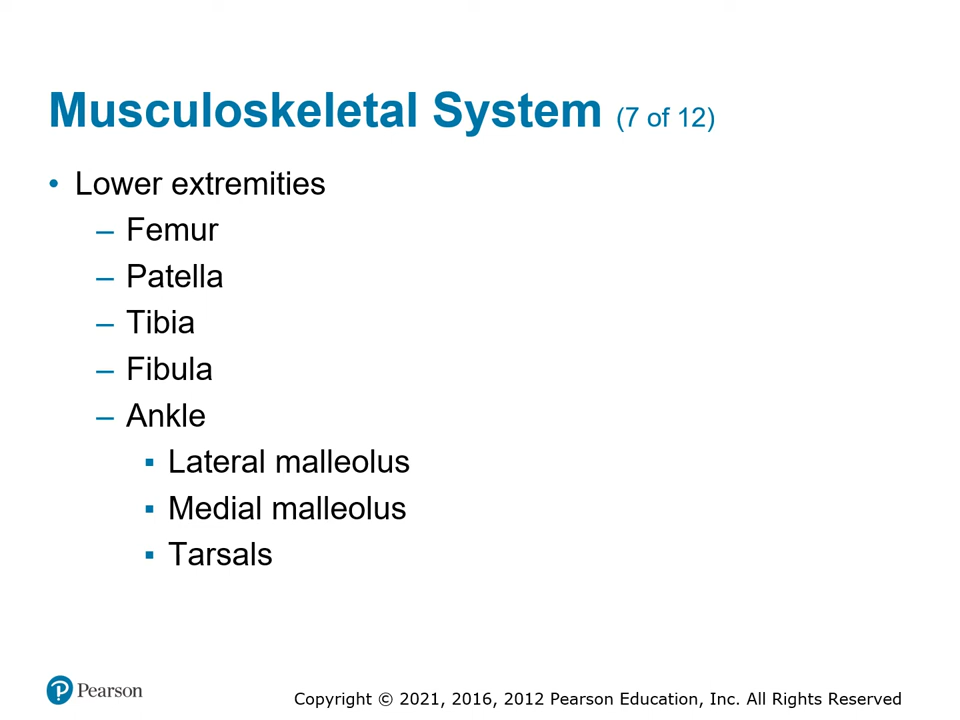 Musculoskeletal System (7 of 12)
• Lower extremities
– Femur
– Patella
– Tibia
– Fibula
– Ankle
▪ Lateral malleolus
▪ Medial malleolus
▪ Tarsals
Pearson
Copyright © 2021, 2016, 2012 Pearson Education, Inc. All Rights Reserved